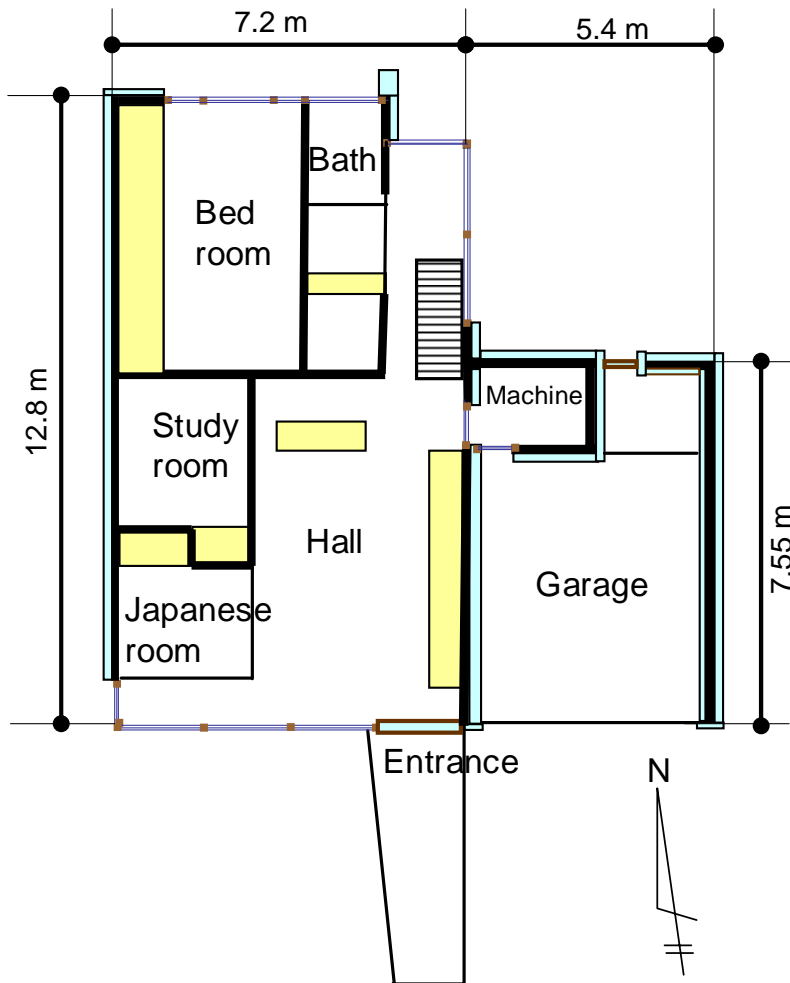 7.2 m
5.4 m
Bath
Bed
room
Machine
12.8 m
Study
room
Hall
7.55 m
Garage
Japanese
room
Entrance
N